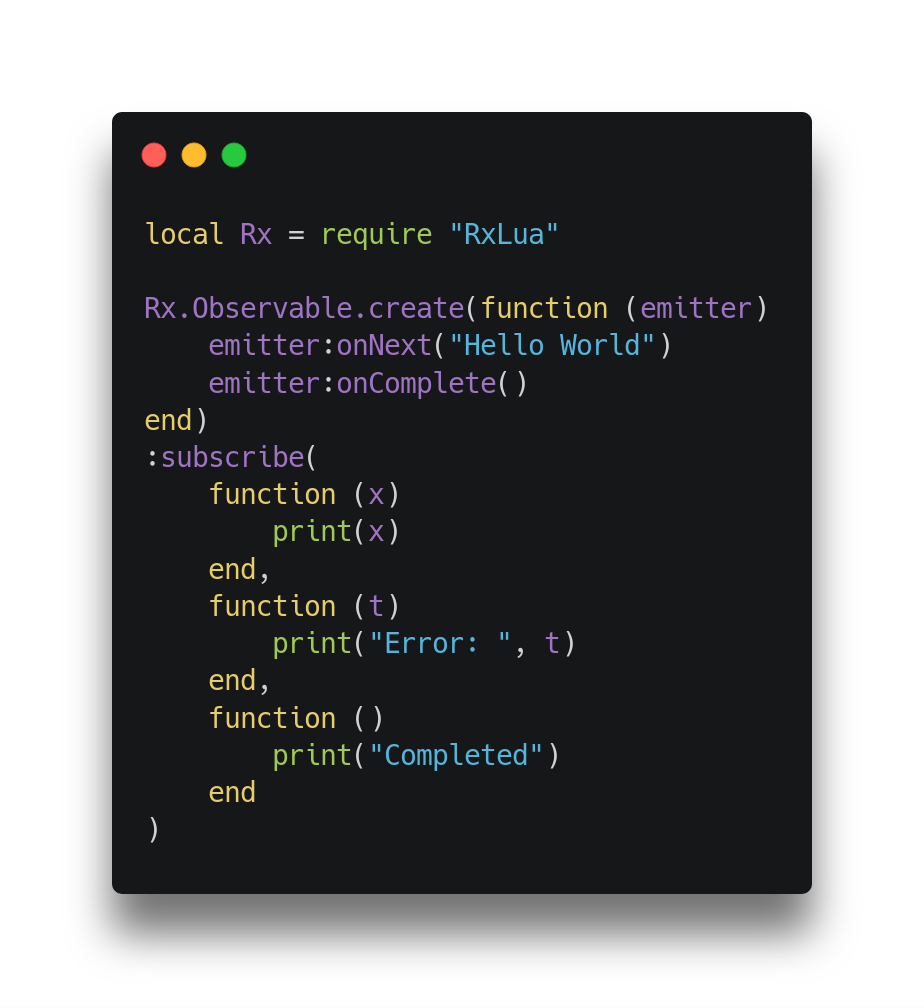 local Rx = require "RxLua"

Rx.Observable.create(function (emitter)
    emitter:onNext("Hello World")
    emitter:onComplete()
end)
:subscribe(
    function (x)
        print(x)
    end,
    function (t)
        print("Error: ", t)
    end,
    function ()
        print("Completed")
    end
)